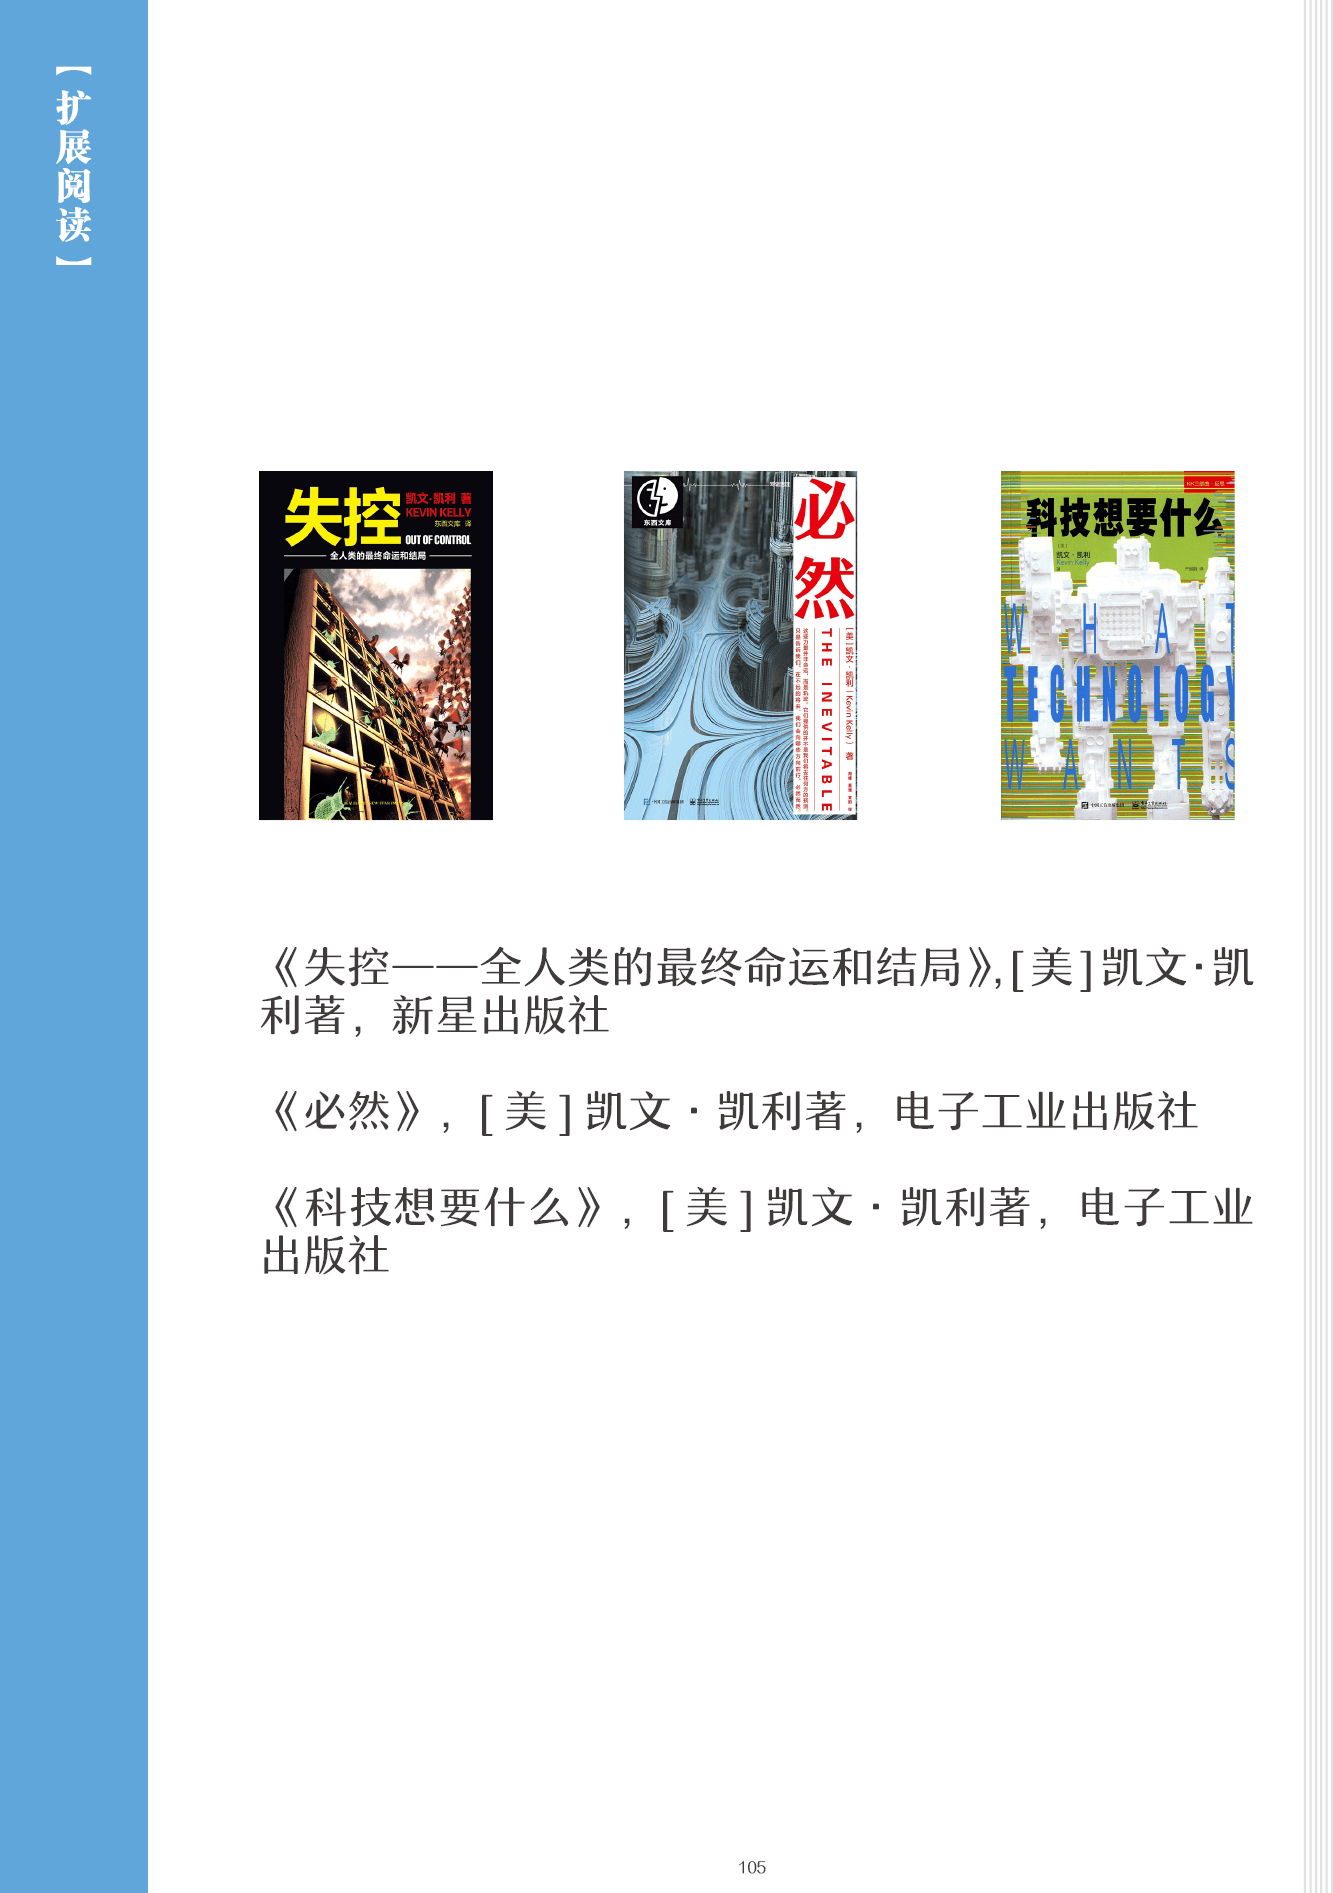 【扩展阅读】
失控
凯文·凯利 著
KEVIN KELLY
东西文库 译
OUT OF CONTROL
全人类的最终命运和结局
东西文库
必然
THE INEVITABLE
[美]凯文·凯利(Kevin Kelly) 著
科技想要什么
凯文·凯利
Kevin Kelly
WHAT
TECHNOLOGY
WANTS
《失控——全人类的最终命运和结局》,[美]凯文·凯
利著，新星出版社
《必然》，[美]凯文·凯利著，电子工业出版社
《科技想要什么》，[美]凯文·凯利著，电子工业
出版社
105